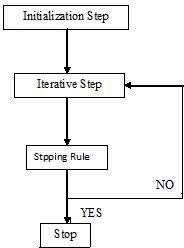 Initialization Step
Iterative Step
Stpping Rule
NO
YES
Stop